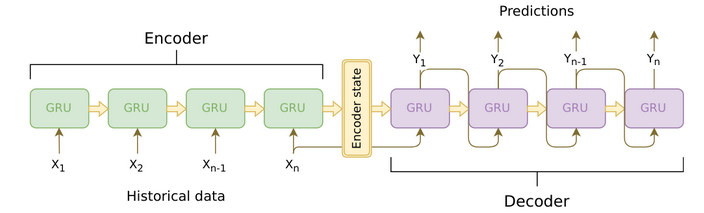 Predictions
Encoder
Y1 Y2 Yn-1 Yn
GRU GRU GRU GRU Encoder state GRU GRU GRU GRU
X1 X2 Xn-1 Xn
Historical data
Decoder